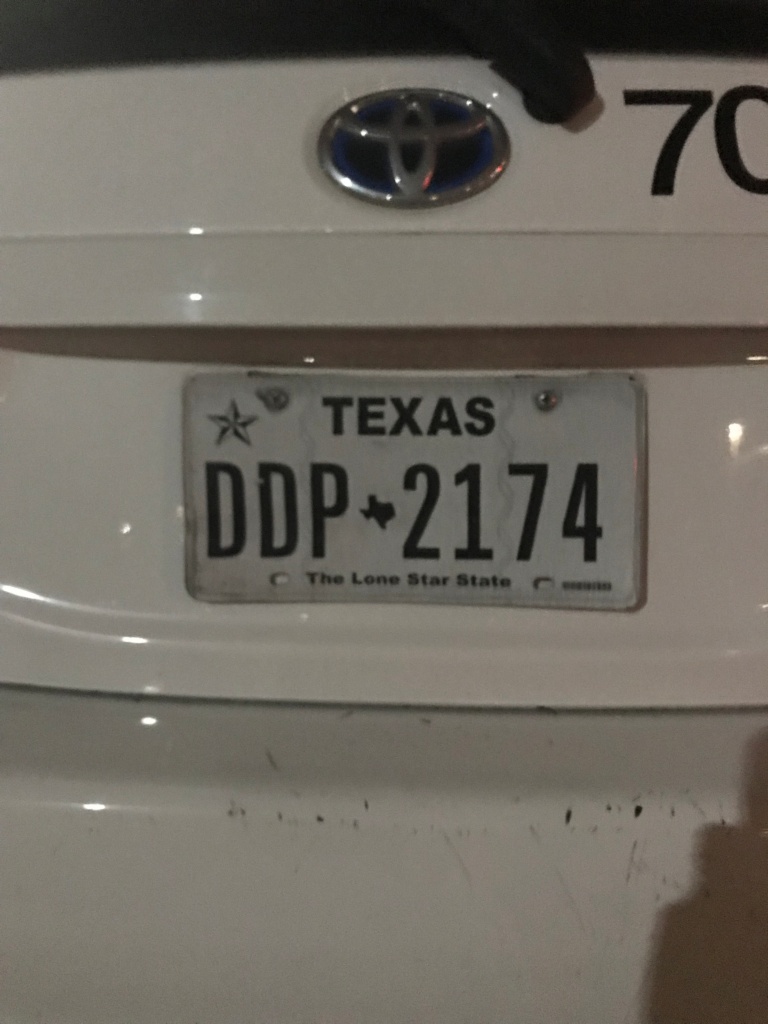 70
TEXAS
DDP 2174
The Lone Star State